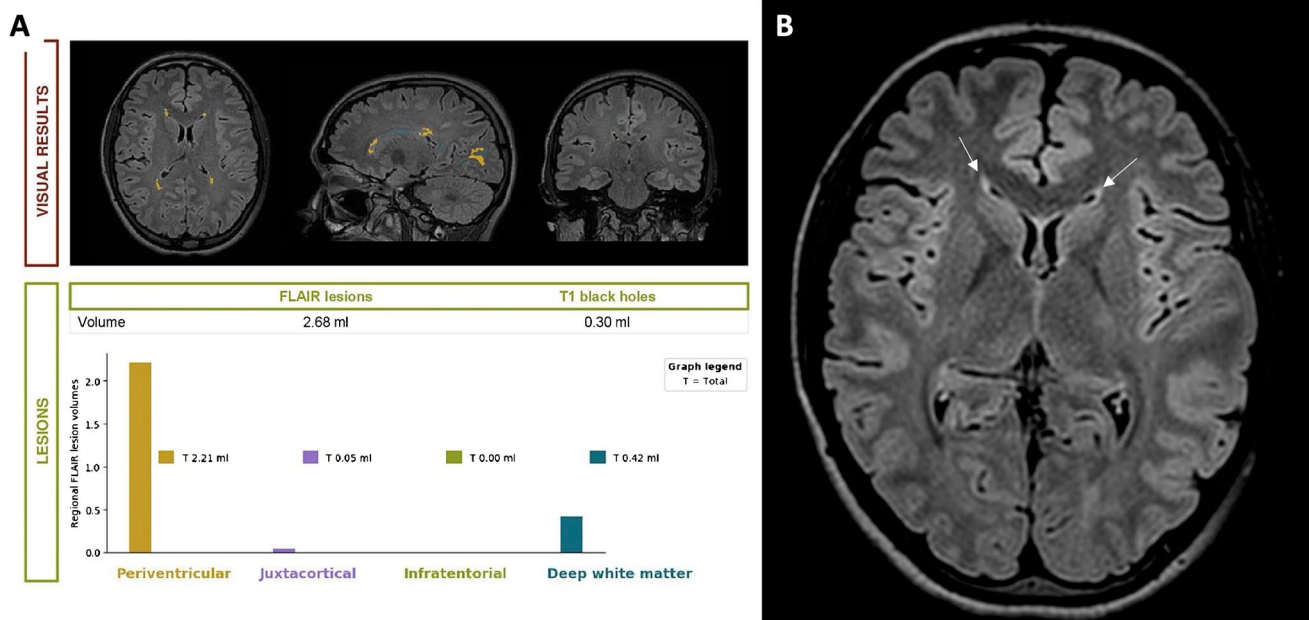 A
B
VISUAL RESULTS
LESIONS
FLAIR lesions T1 black holes
Volume 2.68 ml 0.30 ml
Graph legend
T = Total
Regional FLAIR lesion volumes
2.0
1.5
1.0
0.5
0.0
T 2.21 ml T 0.05 ml T 0.00 ml T 0.42 ml
Periventricular Juxtacortical Infratentorial Deep white matter